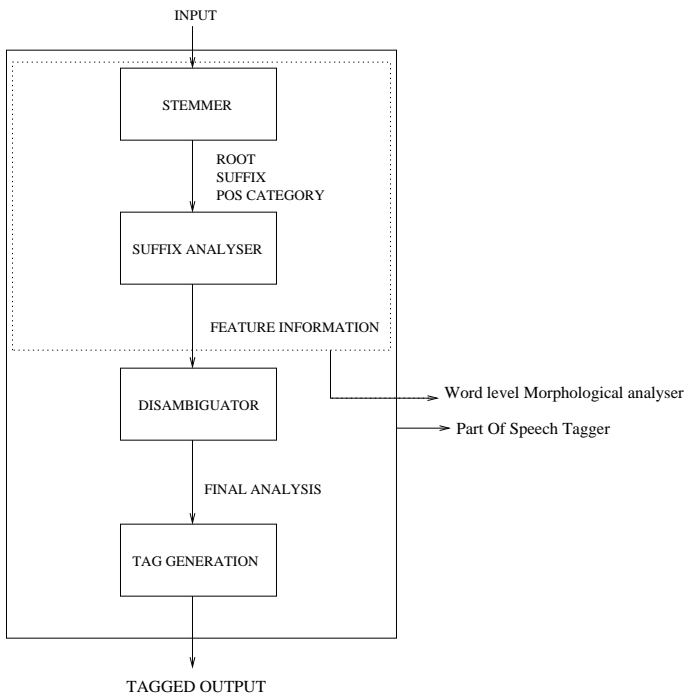 INPUT
STEMMER
ROOT
SUFFIX
POS CATEGORY
SUFFIX ANALYSER
FEATURE INFORMATION
DISAMBIGUATOR
Word level Morphological analyser
Part Of Speech Tagger
FINAL ANALYSIS
TAG GENERATION
TAGGED OUTPUT